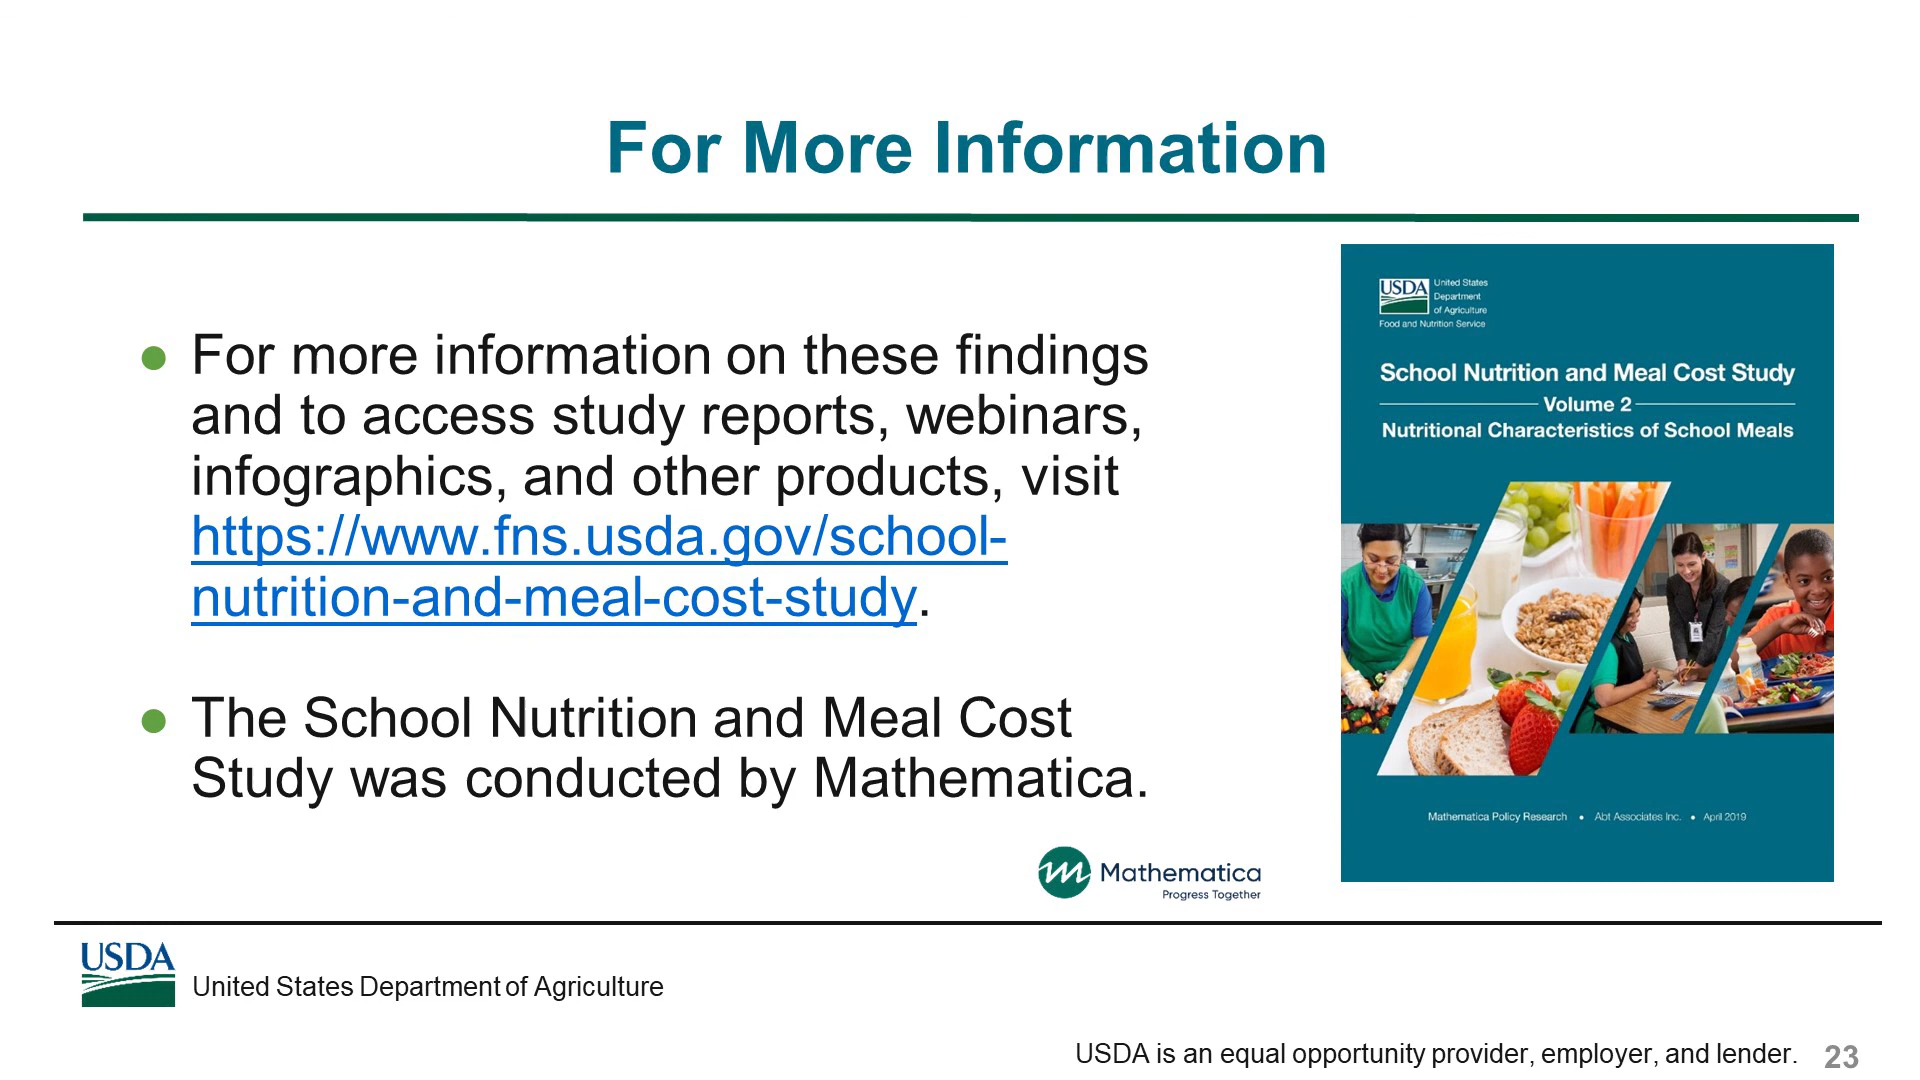 For More Information
● For more information on these findings
and to access study reports, webinars,
infographics, and other products, visit
https://www.fns.usda.gov/school-
nutrition-and-meal-cost-study.
● The School Nutrition and Meal Cost
Study was conducted by Mathematica.
Mathematica
Progress Together
USDA
United States
Department
of Agriculture
Food and Nutrition Service
School Nutrition and Meal Cost Study
Volume 2
Nutritional Characteristics of School Meals
Mathematica Policy Research ● Abt Associates Inc. ● April 2019
USDA
United States Department of Agriculture
USDA is an equal opportunity provider, employer, and lender.
23